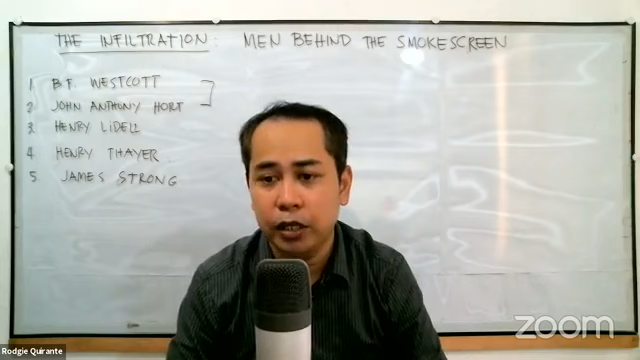 THE INFILTRATION: MEN BEHIND THE SMOKESCREEN
1. B.F. WESTCOTT
2. JOHN ANTHONY HORT
3. HENRY LIDELL
4. HENRY THAYER.
5. JAMES STRONG
zoom
Rodgie Quirante